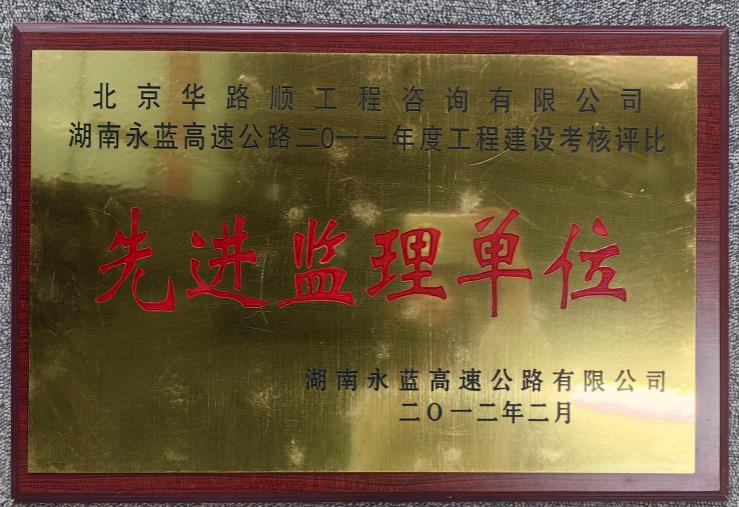 北京华路顺工程咨询有限公司
湖南永蓝高速公路二0一一年度工程建设考核评比
先进监理单位
湖南永蓝高速公路有限公司
二0一二年二月